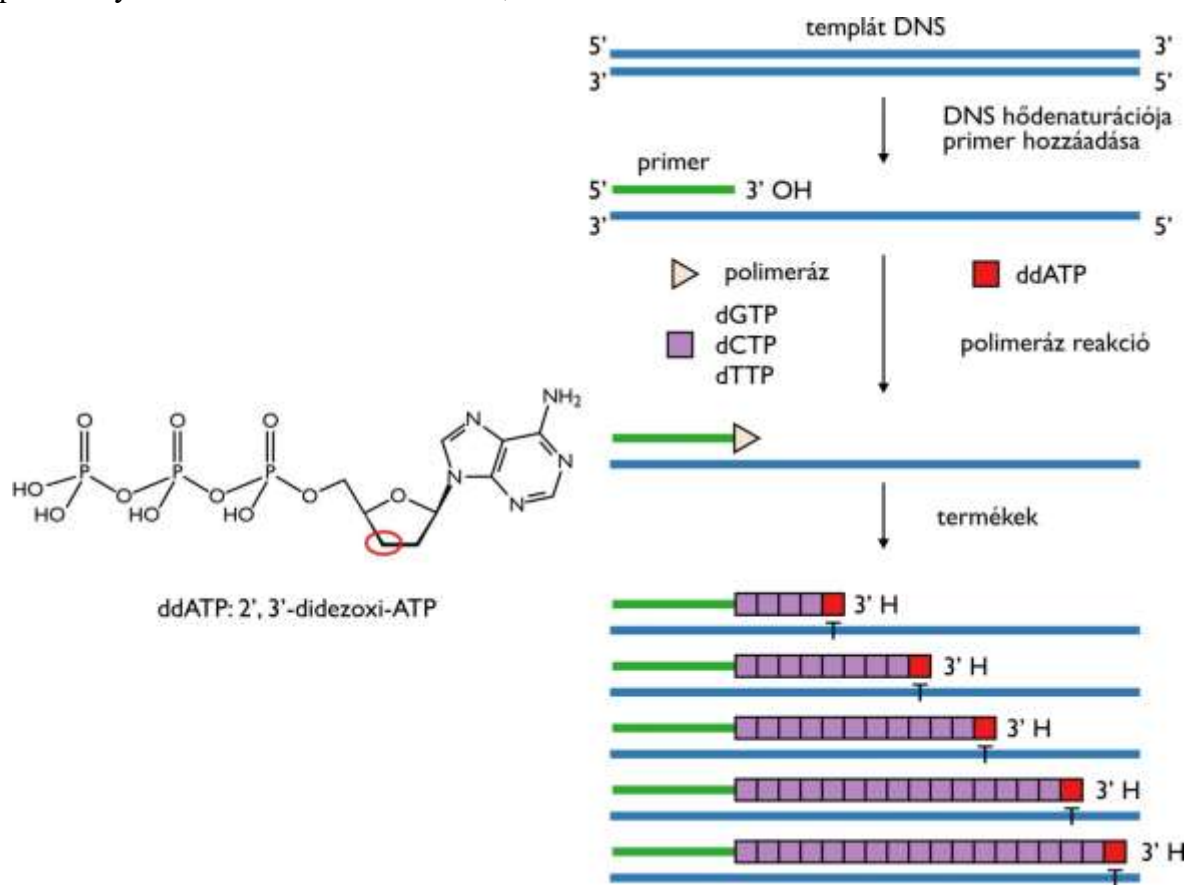 templát DNS
5' 3'
3' 5'
DNS hődenaturációja
primer hozzáadása
primer
5' 3' OH
3' 5'
polimeráz
ddATP
dGTP
dCTP
dTTP
polimeráz reakció
NH2
N
N
N
N
O
O
O
P
P
P
O
O
O
O
HO
HO
HO
HO
ddATP: 2', 3'-didezoxi-ATP
termékek
3' H
T
3' H
T
3' H
T
3' H
T
3' H
T